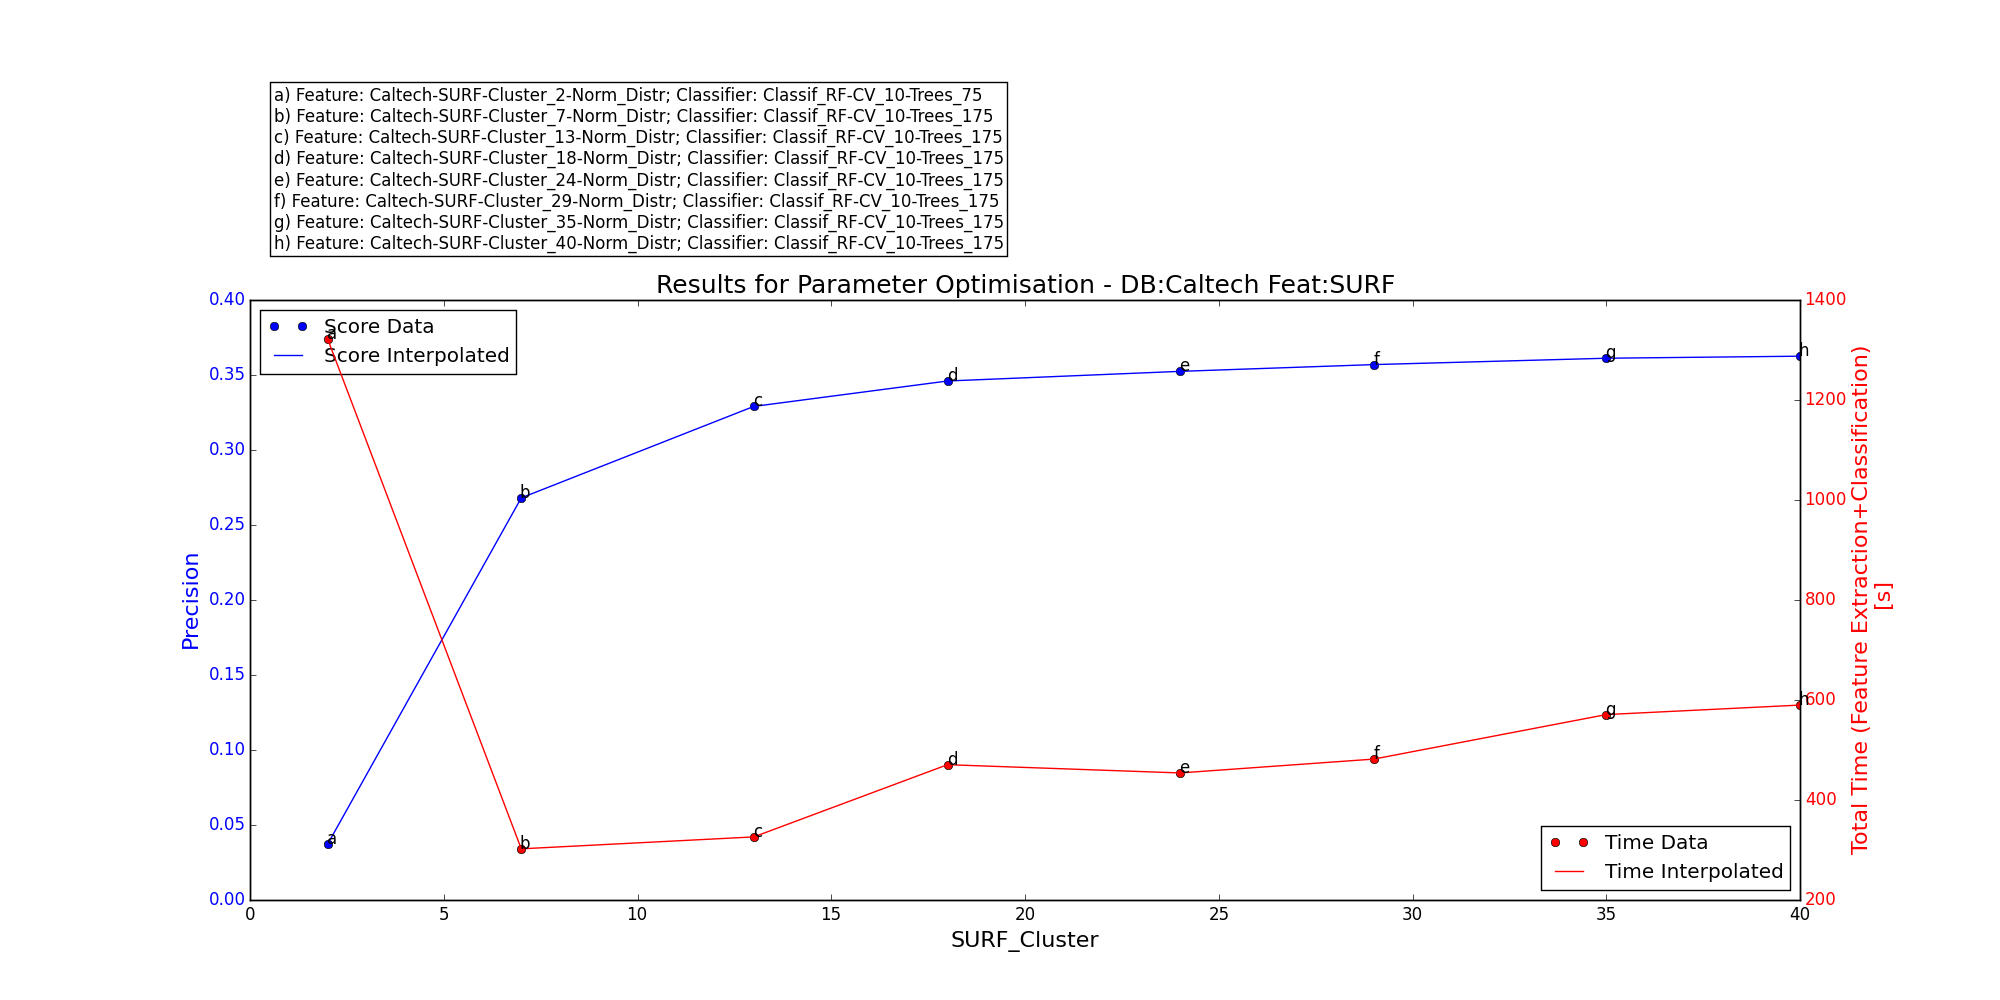 a) Feature: Caltech-SURF-Cluster_2-Norm_Distr; Classifier: Classif_RF-CV_10-Trees_75
b) Feature: Caltech-SURF-Cluster_7-Norm_Distr; Classifier: Classif_RF-CV_10-Trees_175
c) Feature: Caltech-SURF-Cluster_13-Norm_Distr; Classifier: Classif_RF-CV_10-Trees_175
d) Feature: Caltech-SURF-Cluster_18-Norm_Distr; Classifier: Classif_RF-CV_10-Trees_175
e) Feature: Caltech-SURF-Cluster_24-Norm_Distr; Classifier: Classif_RF-CV_10-Trees_175
f) Feature: Caltech-SURF-Cluster_29-Norm_Distr; Classifier: Classif_RF-CV_10-Trees_175
g) Feature: Caltech-SURF-Cluster_35-Norm_Distr; Classifier: Classif_RF-CV_10-Trees_175
h) Feature: Caltech-SURF-Cluster_40-Norm_Distr; Classifier: Classif_RF-CV_10-Trees_175
Results for Parameter Optimisation - DB:Caltech Feat:SURF
Score Data
Score Interpolated
Precision
0.40
0.35
0.30
0.25
0.20
0.15
0.10
0.05
0.00
a
b
c
d
e
f
g
h
a
b
c
d
e
f
g
h
1400
1200
1000
800
600
400
200
Total Time (Feature Extraction+Classification)
[s]
Time Data
Time Interpolated
0
5
10
15
20
25
30
35
40
SURF_Cluster